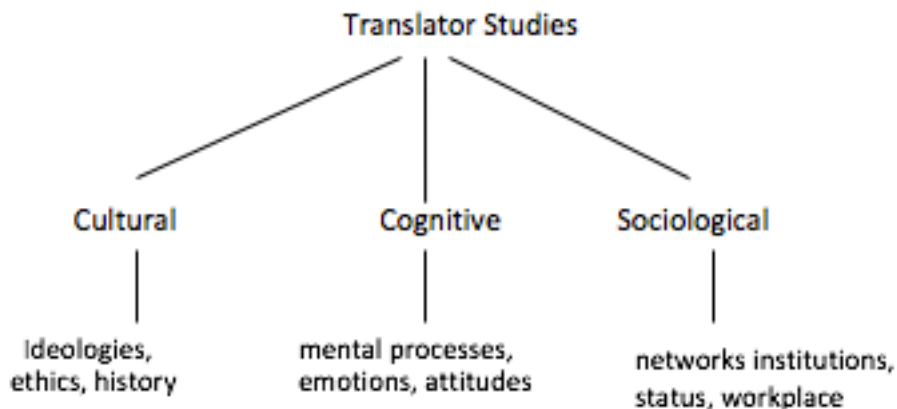 Translator Studies
Cultural
Cognitive
Sociological
Ideologies,
ethics, history
mental processes,
emotions, attitudes
networks institutions,
status, workplace